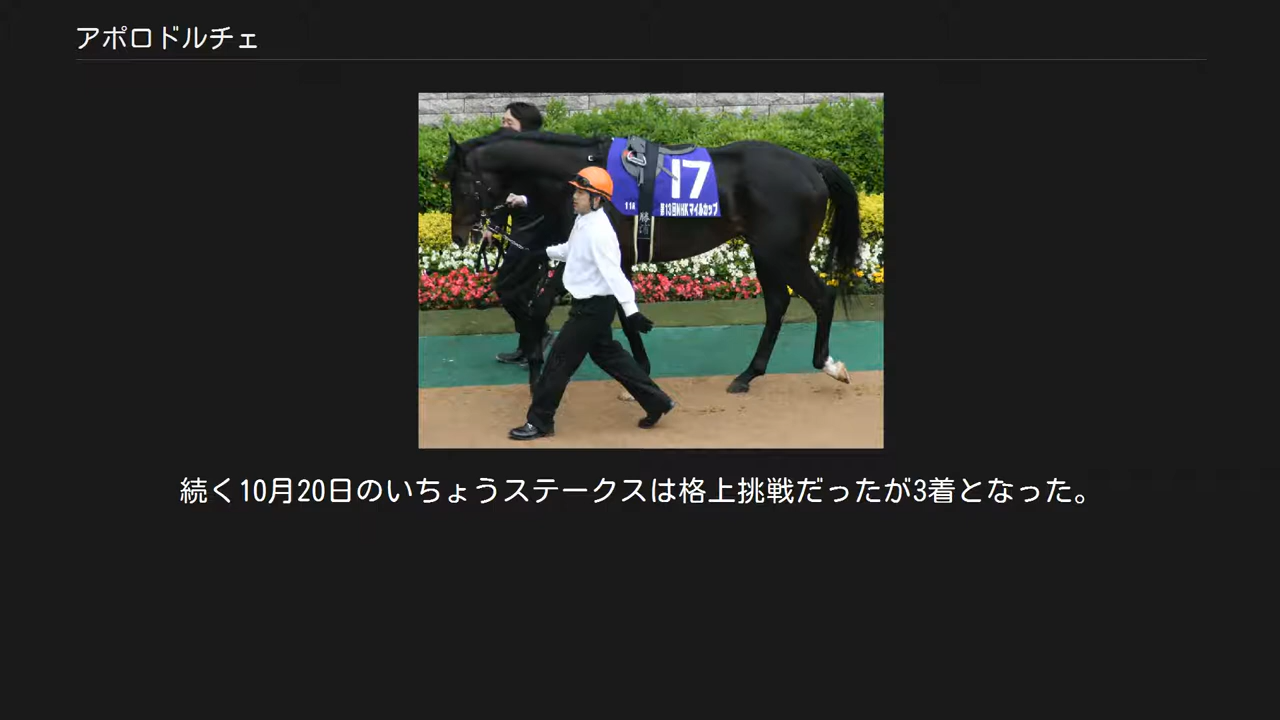 アポロドルチェ
17
11R
第13回NHKマイルカップ
続く10月20日のいちょうステークスは格上挑戦だったが3着となった。